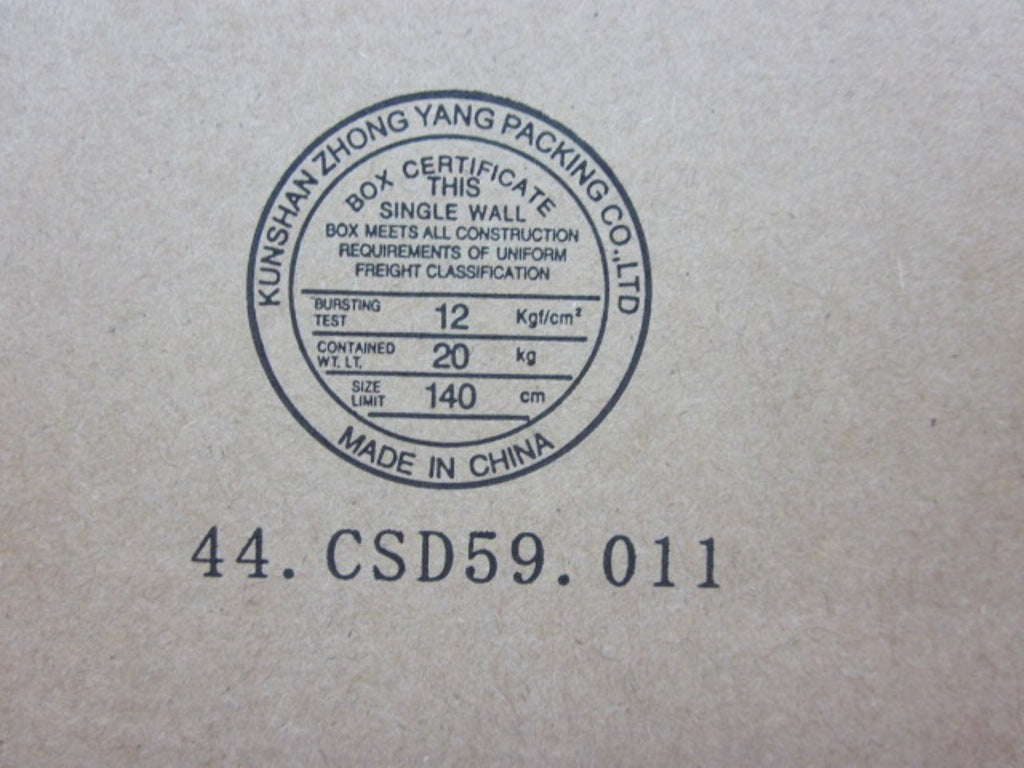 KUNSHAN ZHONG YANG PACKING CO.,LTD
BOX CERTIFICATE
THIS
SINGLE WALL
BOX MEETS ALL CONSTRUCTION
REQUIREMENTS OF UNIFORM
FREIGHT CLASSIFICATION
BURSTING TEST 12 Kgf/cm²
CONTAINED WT. LT. 20 kg
SIZE LIMIT 140 cm
MADE IN CHINA
44. CSD59. 011